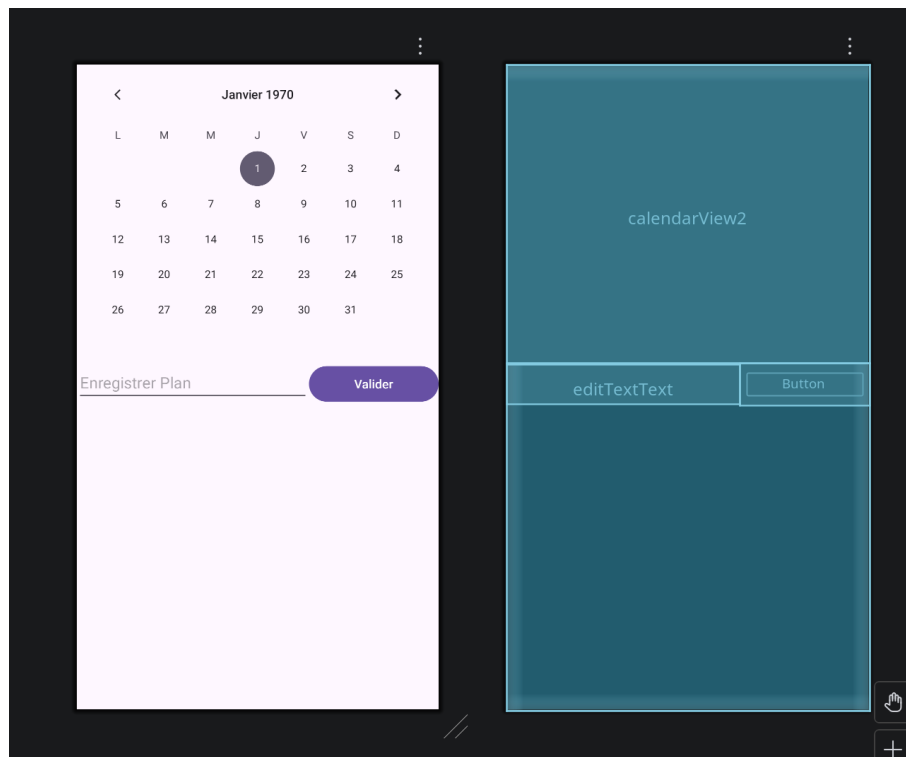 Janvier 1970
L M M J V S D
1 2 3 4
5 6 7 8 9 10 11
12 13 14 15 16 17 18
19 20 21 22 23 24 25
26 27 28 29 30 31
Enregistrer Plan
Valider
calendarView2
editTextText
Button